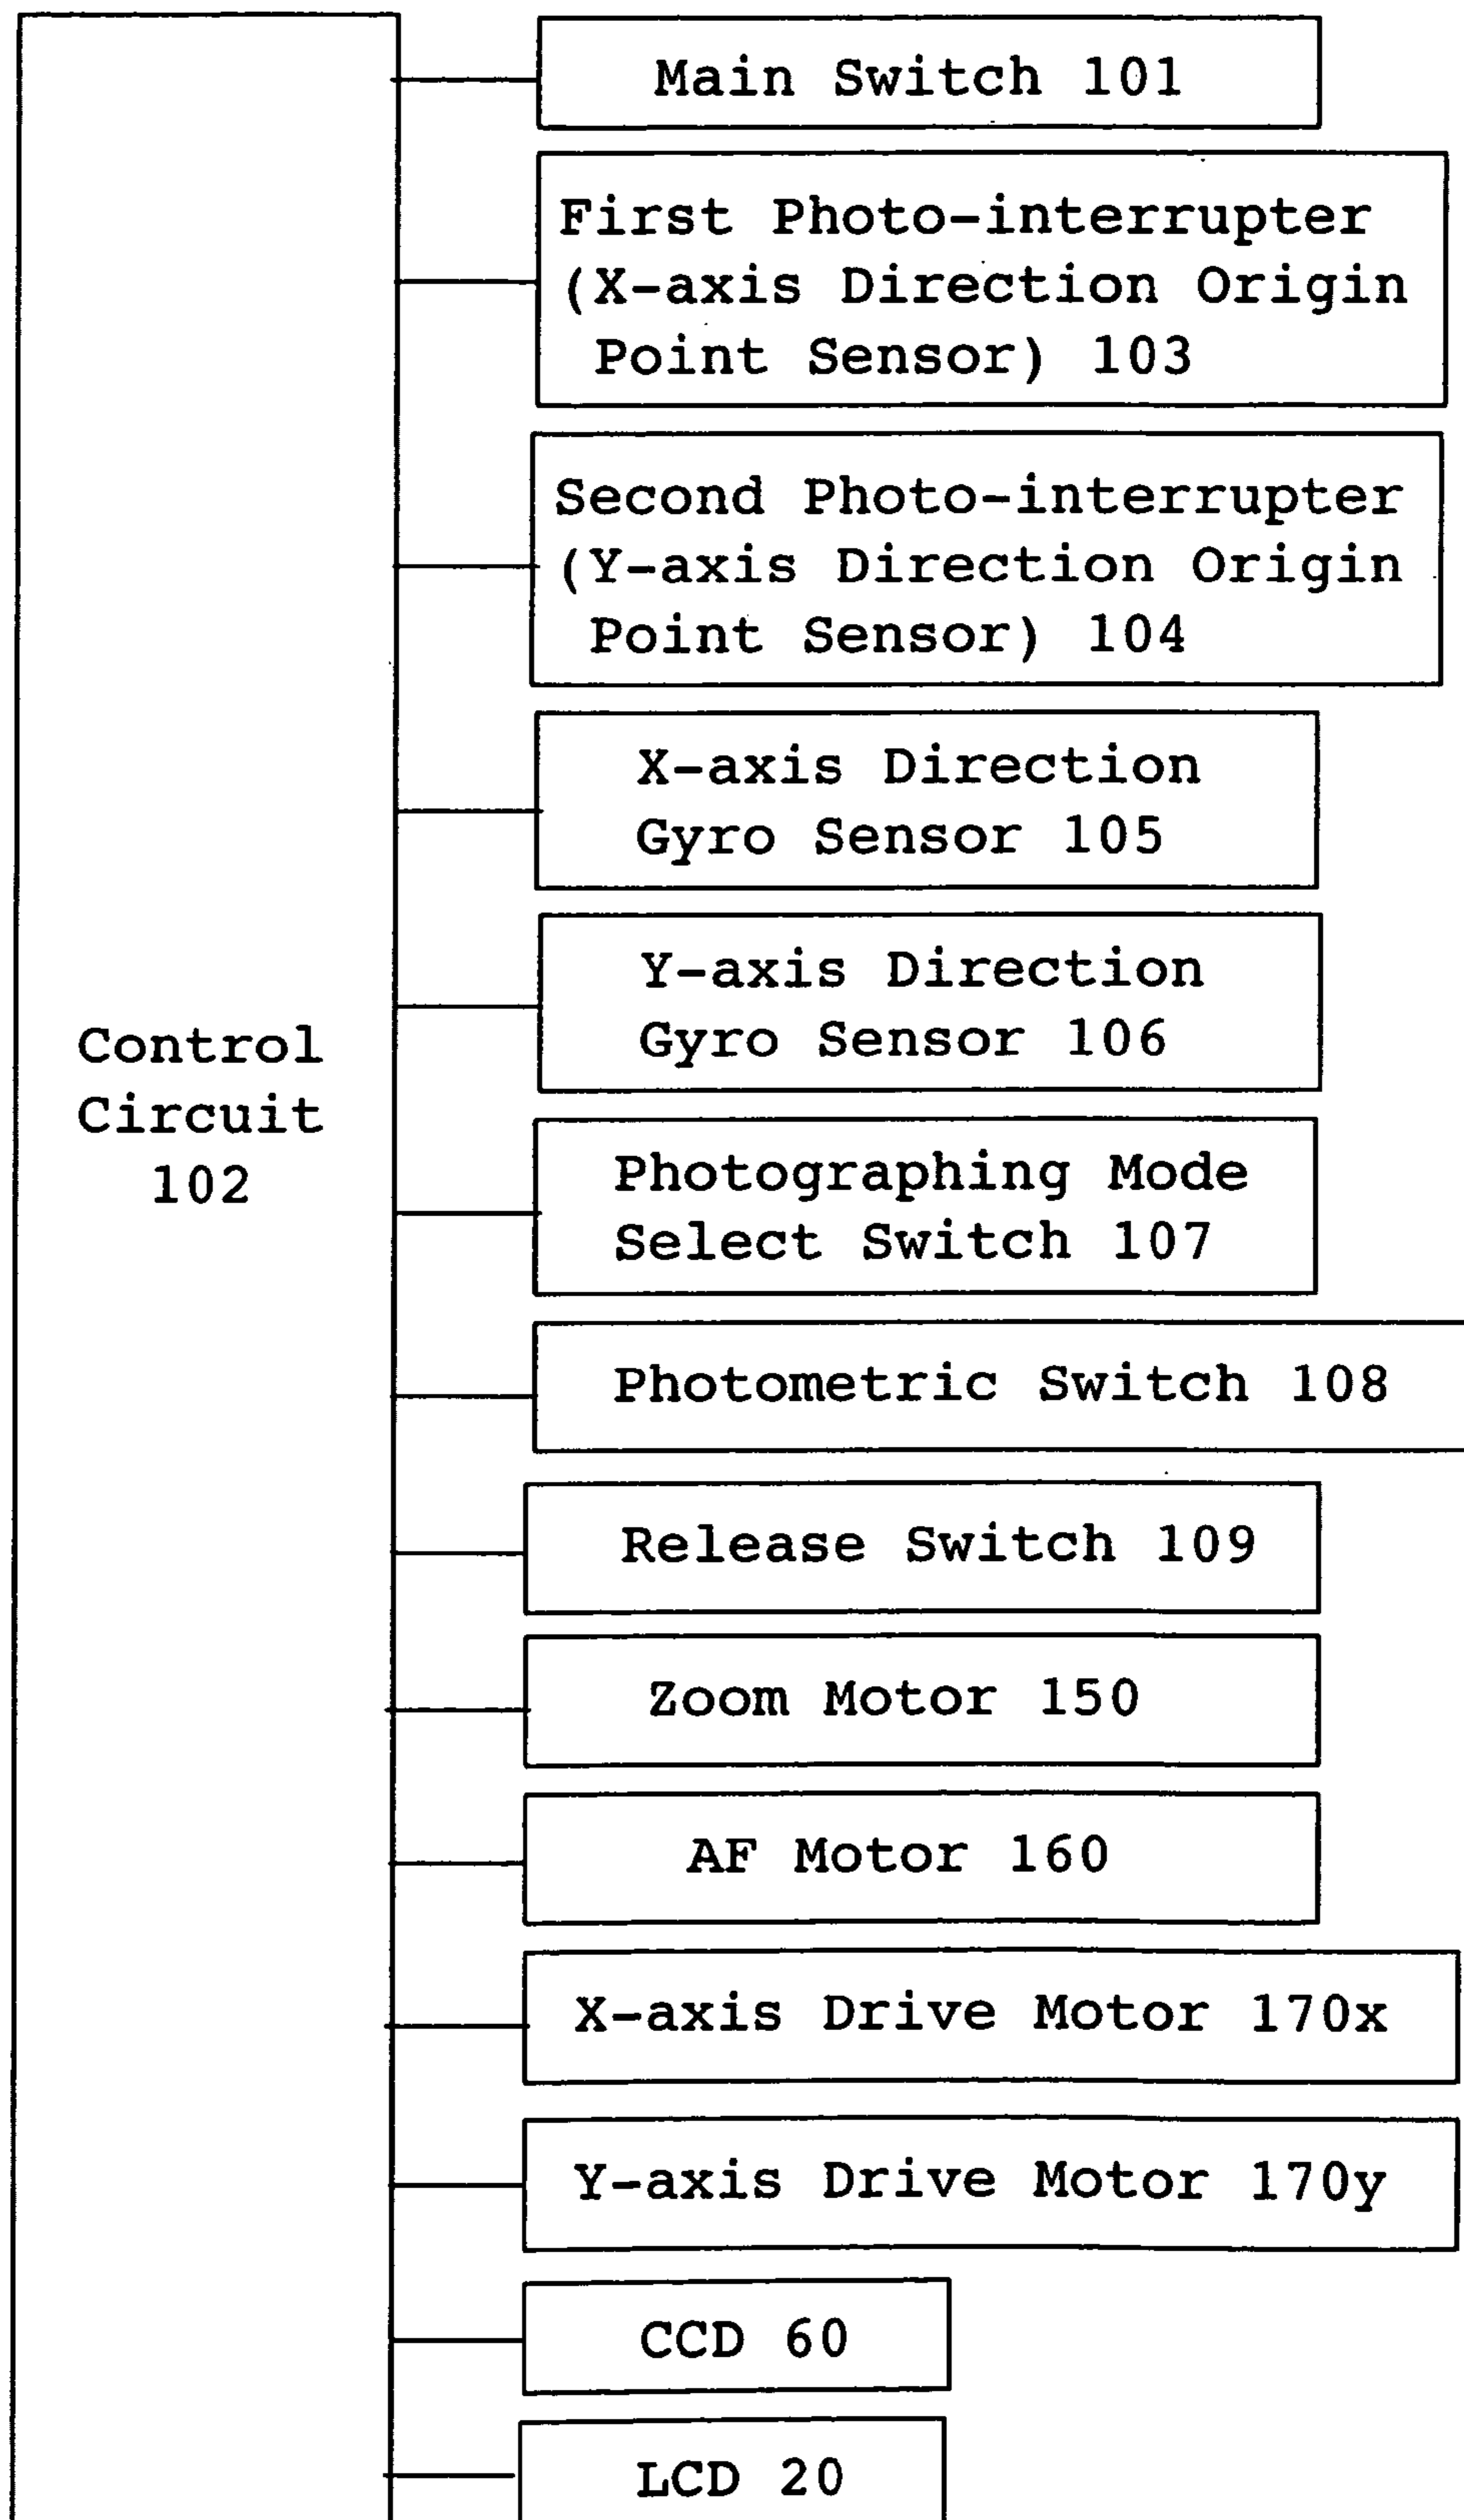 Main Switch 101
First Photo-interrupter
(X-axis Direction Origin
Point Sensor) 103
Second Photo-interrupter
(Y-axis Direction Origin
Point Sensor) 104
X-axis Direction
Gyro Sensor 105
Y-axis Direction
Gyro Sensor 106
Control
Circuit
102
Photographing Mode
Select Switch 107
Photometric Switch 108
Release Switch 109
Zoom Motor 150
AF Motor 160
X-axis Drive Motor 170x
Y-axis Drive Motor 170y
CCD 60
LCD 20